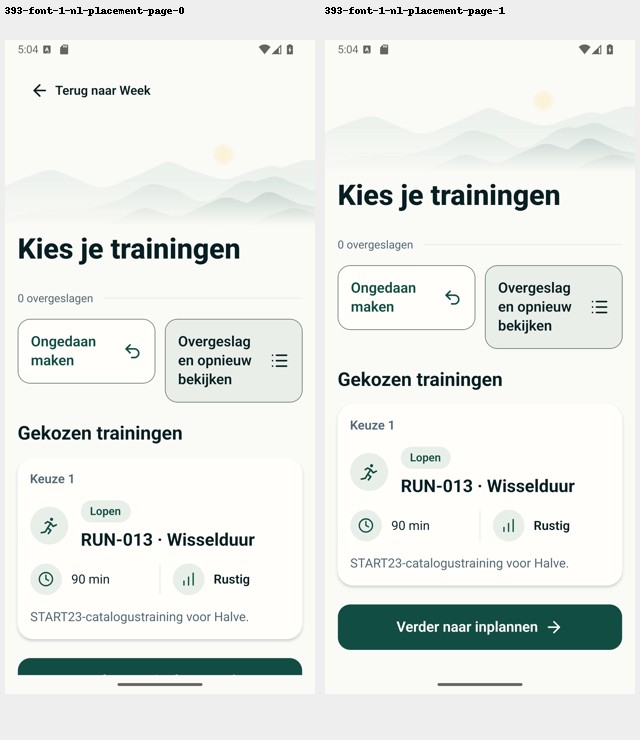 393-font-1-nl-placement-page-0
5:04
Terug naar Week
Kies je trainingen
0 overgeslagen
Ongedaan
maken
Overgeslag
en opnieuw
bekijken
Gekozen trainingen
Keuze 1
Lopen
RUN-013 · Wisselduur
90 min
Rustig
START23-catalogustraining voor Halve.
393-font-1-nl-placement-page-1
5:04
Kies je trainingen
0 overgeslagen
Ongedaan
maken
Overgeslag
en opnieuw
bekijken
Gekozen trainingen
Keuze 1
Lopen
RUN-013 · Wisselduur
90 min
Rustig
START23-catalogustraining voor Halve.
Verder naar inplannen